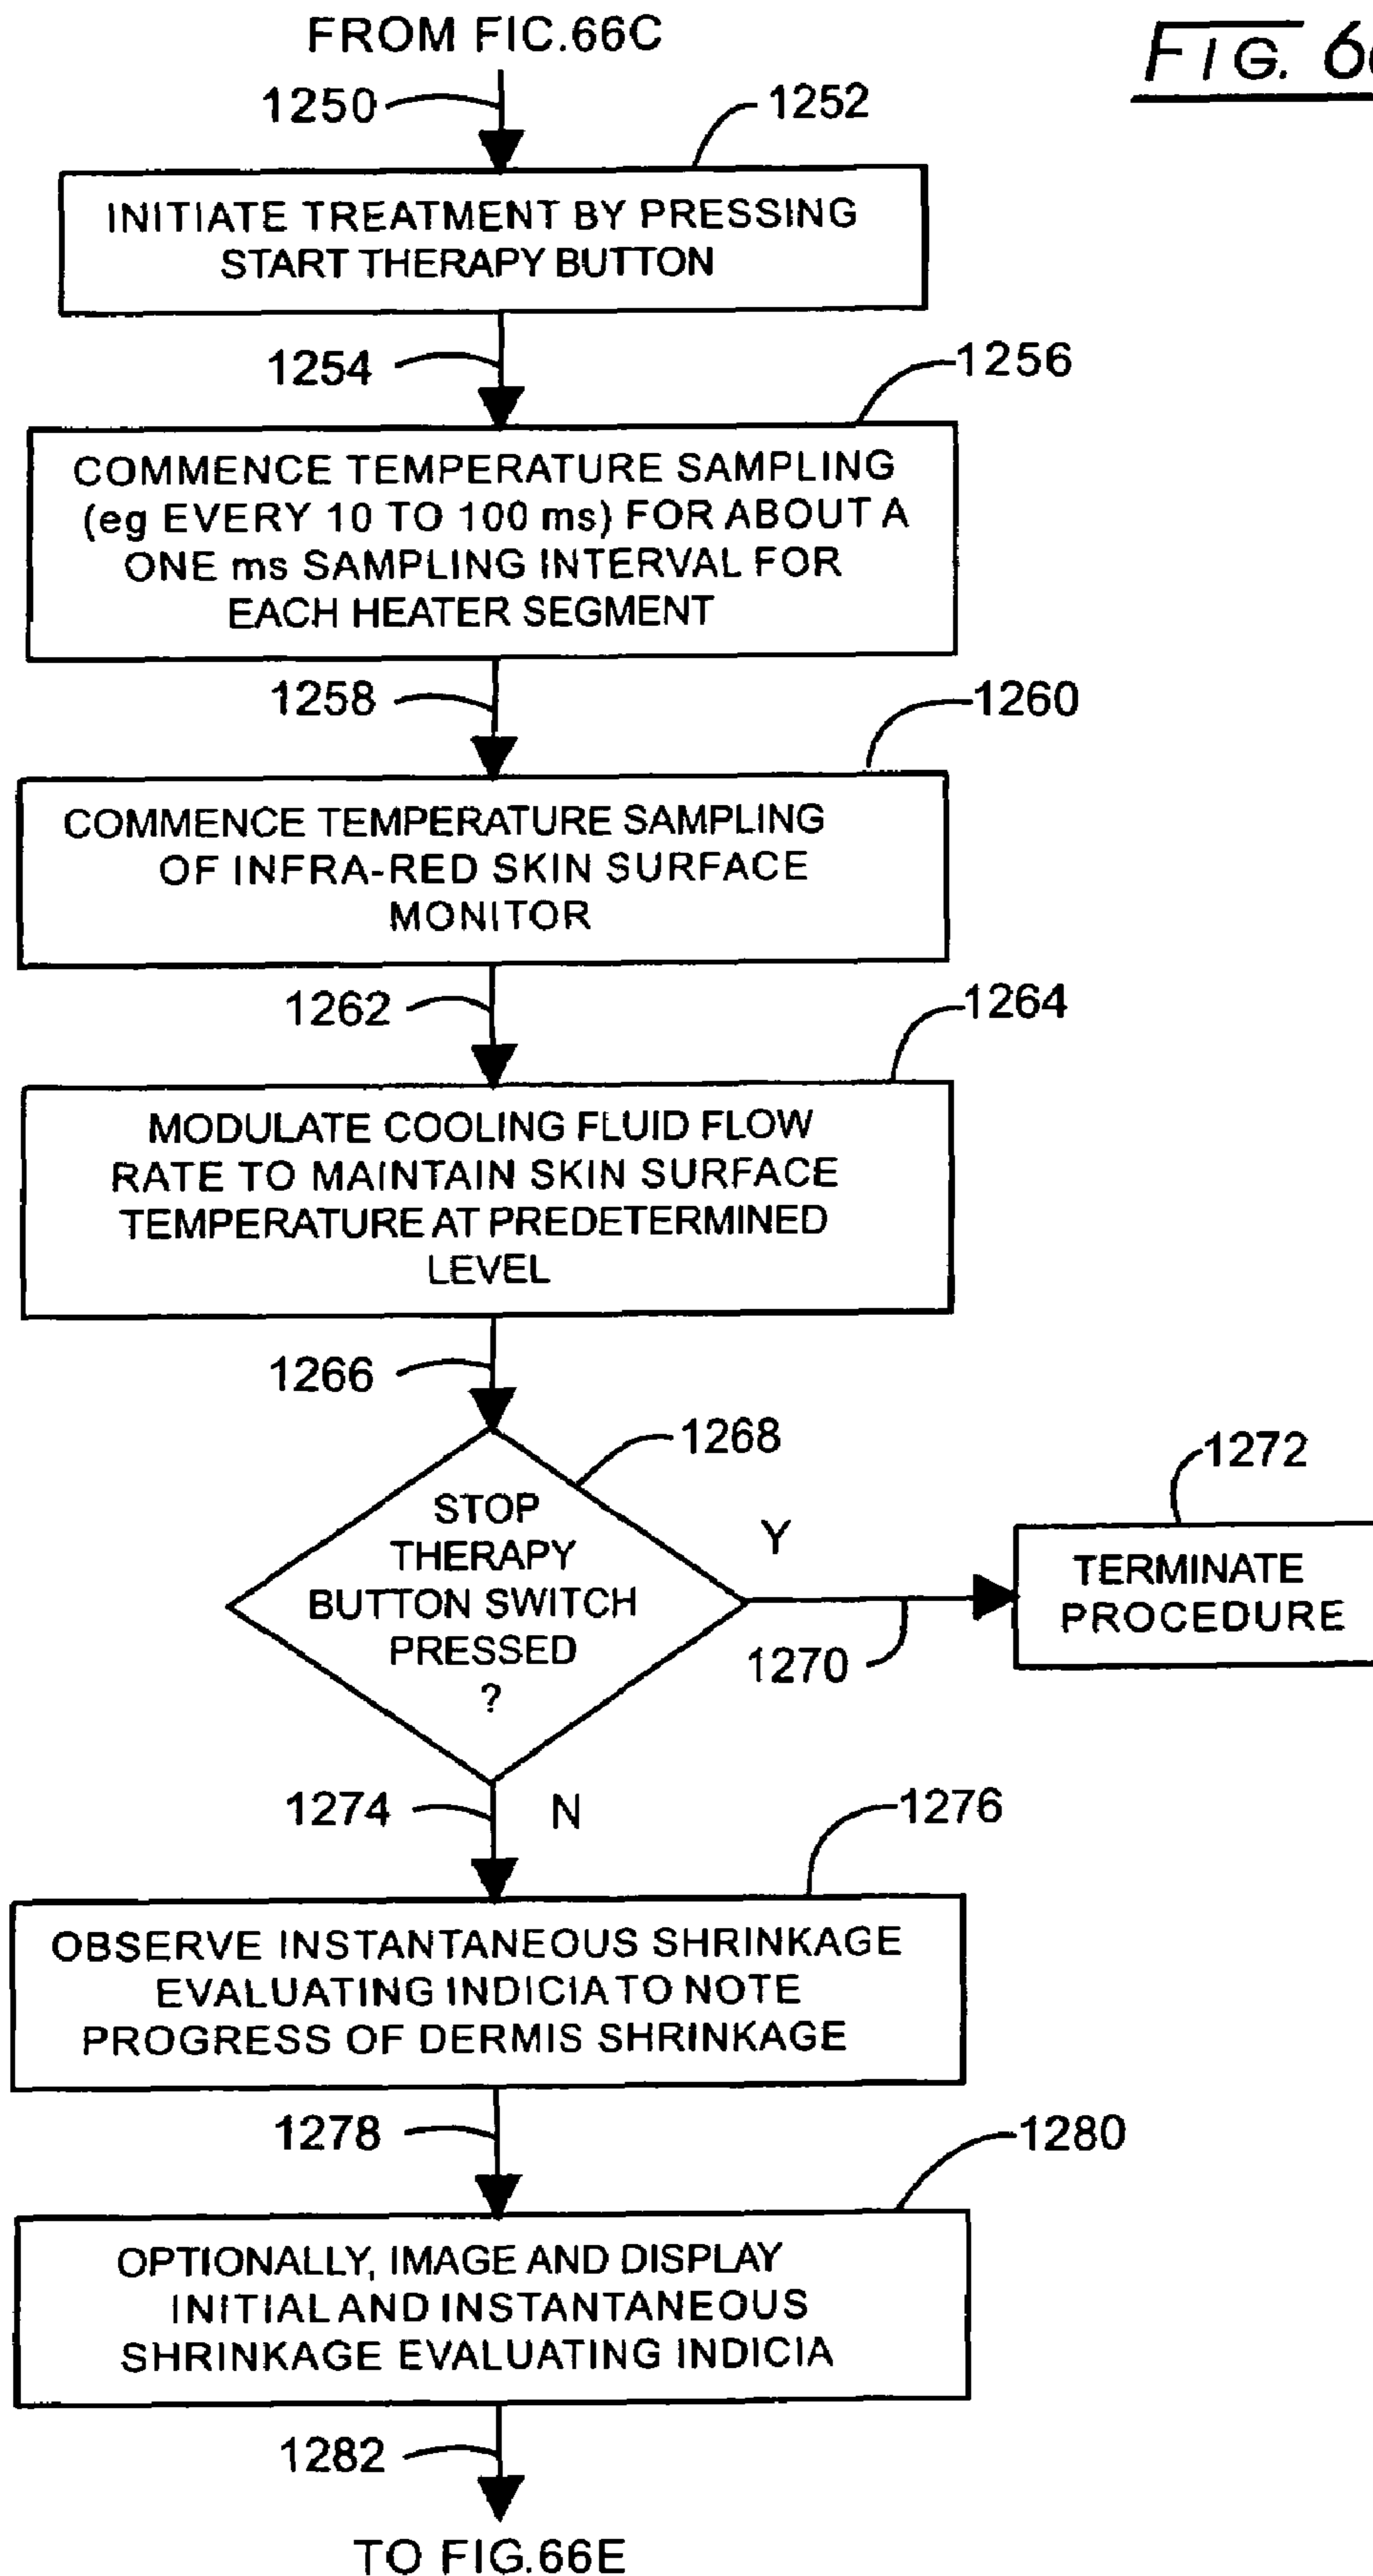 FROM FIC.66C
FIG. 6
1250
1252
INITIATE TREATMENT BY PRESSING
START THERAPY BUTTON
1254
1256
COMMENCE TEMPERATURE SAMPLING
(eg EVERY 10 TO 100 ms) FOR ABOUT A
ONE ms SAMPLING INTERVAL FOR
EACH HEATER SEGMENT
1258
1260
COMMENCE TEMPERATURE SAMPLING
OF INFRA-RED SKIN SURFACE
MONITOR
1262
1264
MODULATE COOLING FLUID FLOW
RATE TO MAINTAIN SKIN SURFACE
TEMPERATURE AT PREDETERMINED
LEVEL
1266
1268
STOP
THERAPY
BUTTON SWITCH
PRESSED
?
Y
1270
1272
TERMINATE
PROCEDURE
1274
N
1276
OBSERVE INSTANTANEOUS SHRINKAGE
EVALUATING INDICIA TO NOTE
PROGRESS OF DERMIS SHRINKAGE
1278
1280
OPTIONALLY, IMAGE AND DISPLAY
INITIAL AND INSTANTANEOUS
SHRINKAGE EVALUATING INDICIA
1282
TO FIG.66E